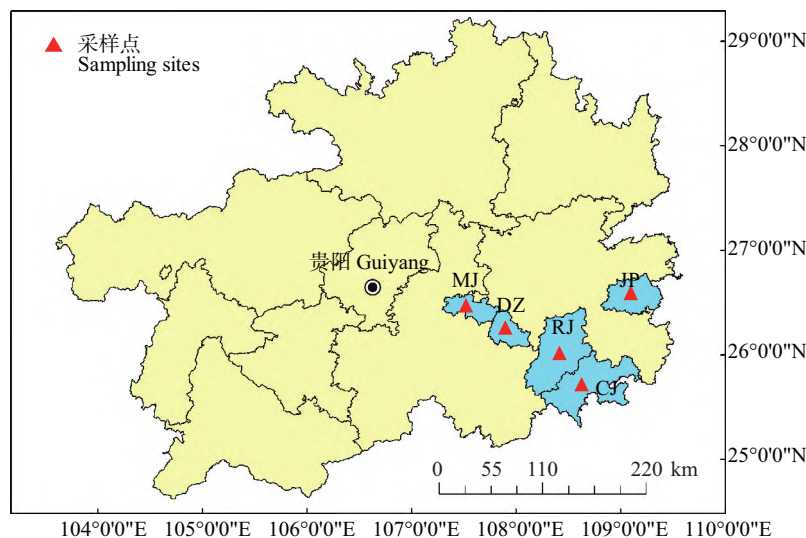 采样点
Sampling sites
29°0'0"N
28°0'0"N
27°0'0"N
贵阳 Guiyang
MJ
JP
DZ
RJ
26°0'0"N
CJ
0 55 110 220 km
25°0'0"N
104°0'0"E 105°0'0"E 106°0'0"E 107°0'0"E 108°0'0"E 109°0'0"E 110°0'0"E